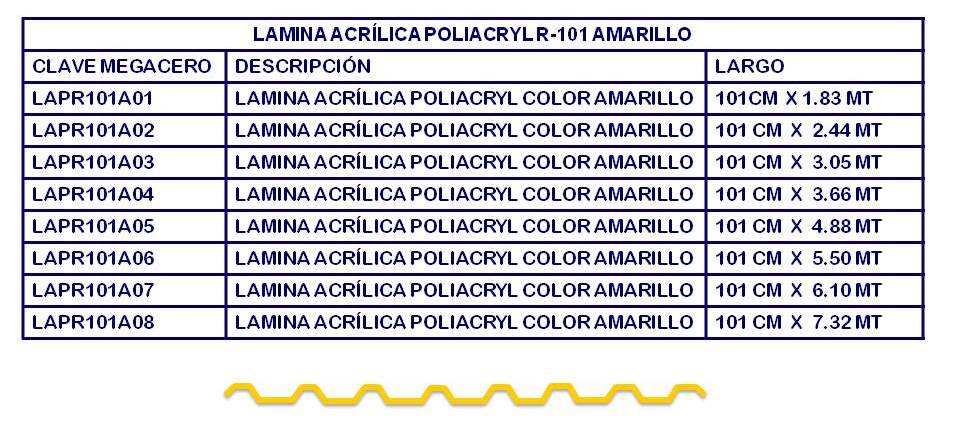 LAMINA ACRÍLICA POLIACRYL R-101 AMARILLO
CLAVE MEGACERO DESCRIPCIÓN LARGO
LAPR101A01 LAMINA ACRÍLICA POLIACRYL COLOR AMARILLO 101CM X 1.83 MT
LAPR101A02 LAMINA ACRÍLICA POLIACRYL COLOR AMARILLO 101 CM X 2.44 MT
LAPR101A03 LAMINA ACRÍLICA POLIACRYL COLOR AMARILLO 101 CM X 3.05 MT
LAPR101A04 LAMINA ACRÍLICA POLIACRYL COLOR AMARILLO 101 CM X 3.66 MT
LAPR101A05 LAMINA ACRÍLICA POLIACRYL COLOR AMARILLO 101 CM X 4.88 MT
LAPR101A06 LAMINA ACRÍLICA POLIACRYL COLOR AMARILLO 101 CM X 5.50 MT
LAPR101A07 LAMINA ACRÍLICA POLIACRYL COLOR AMARILLO 101 CM X 6.10 MT
LAPR101A08 LAMINA ACRÍLICA POLIACRYL COLOR AMARILLO 101 CM X 7.32 MT